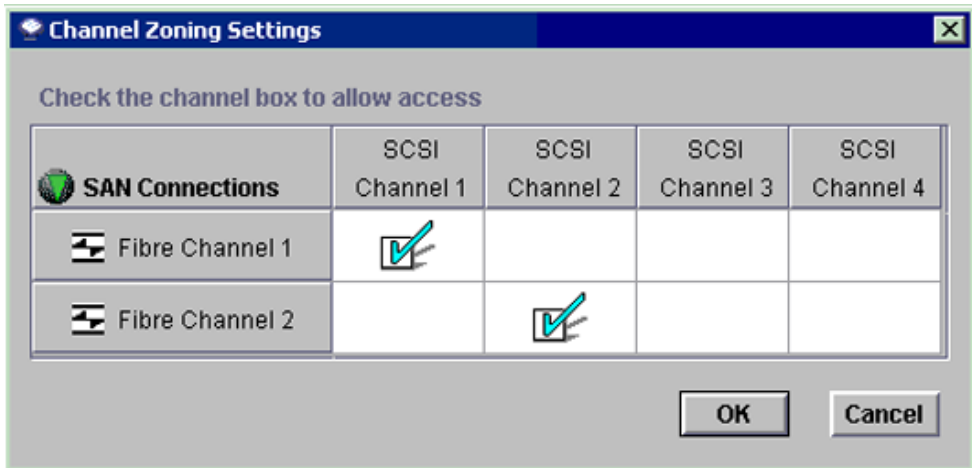 Channel Zoning Settings
Check the channel box to allow access
SAN Connections
SCSI Channel 1
SCSI Channel 2
SCSI Channel 3
SCSI Channel 4
Fibre Channel 1
Fibre Channel 2
OK
Cancel